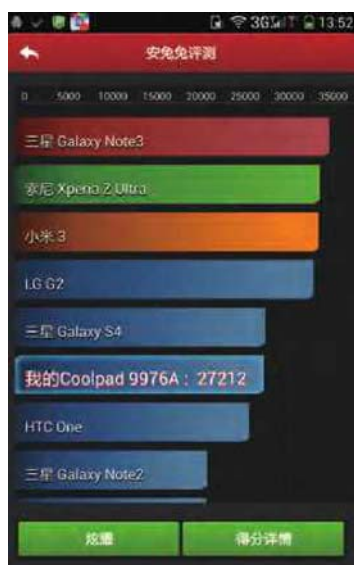 3G 13:52
安兔兔评测
0 5000 10000 15000 20000 25000 30000 35000
三星 Galaxy Note3
索尼 Xperia Z Ultra
小米 3
LG G2
三星 Galaxy S4
我的Coolpad 9976A : 27212
HTC One
三星 Galaxy Note2
炫耀 得分详情